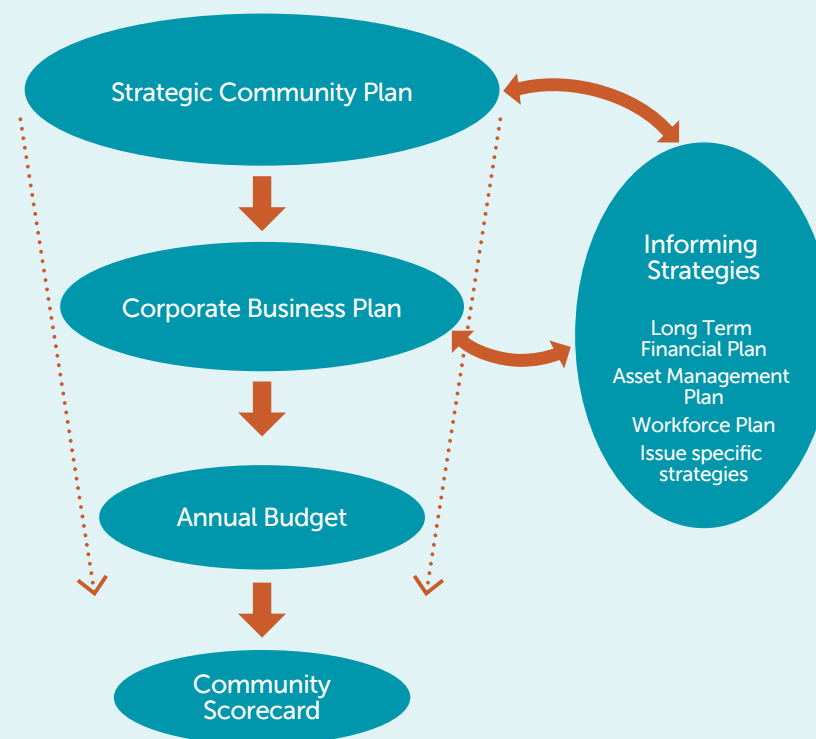 Strategic Community Plan
Corporate Business Plan
Annual Budget
Community
Scorecard
Informing
Strategies
Long Term
Financial Plan
Asset Management
Plan
Workforce Plan
Issue specific
strategies